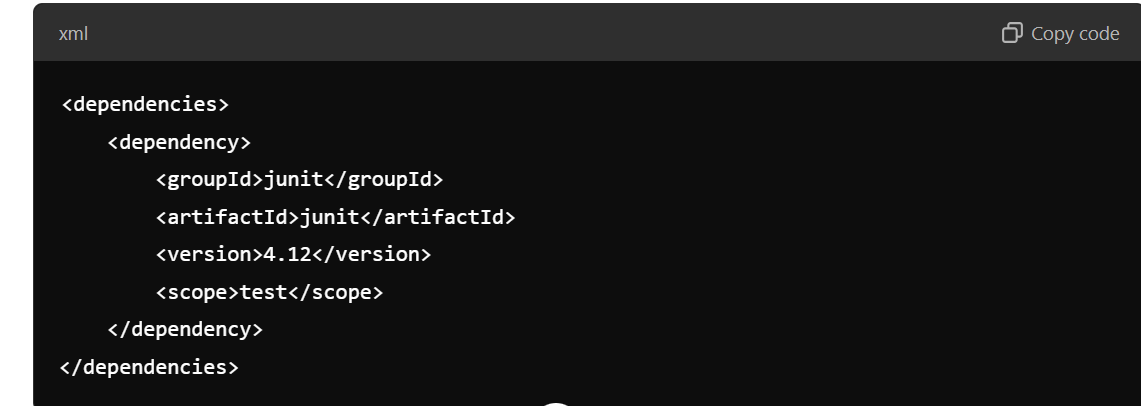 xml
Copy code
<dependencies>
    <dependency>
        <groupId>junit</groupId>
        <artifactId>junit</artifactId>
        <version>4.12</version>
        <scope>test</scope>
    </dependency>
</dependencies>